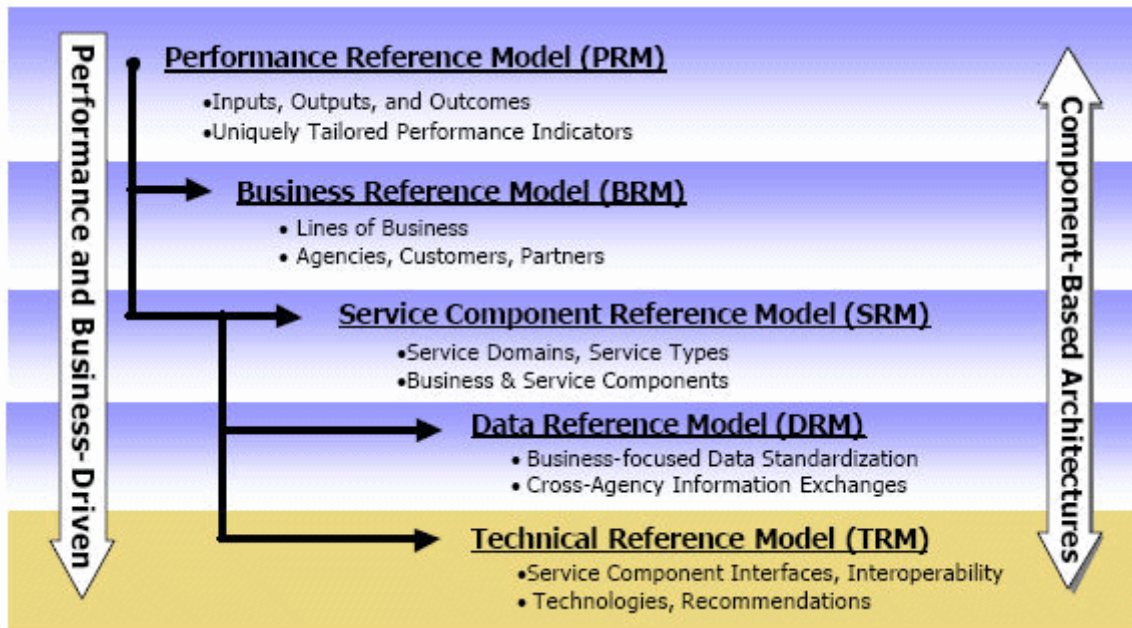 Performance and Business-Driven
Performance Reference Model (PRM)
•Inputs, Outputs, and Outcomes
•Uniquely Tailored Performance Indicators
Business Reference Model (BRM)
• Lines of Business
• Agencies, Customers, Partners
Service Component Reference Model (SRM)
•Service Domains, Service Types
•Business & Service Components
Data Reference Model (DRM)
• Business-focused Data Standardization
• Cross-Agency Information Exchanges
Technical Reference Model (TRM)
•Service Component Interfaces, Interoperability
• Technologies, Recommendations
Component-Based Architectures